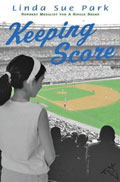 Linda Sue Park
Newbery Medalist for A Single Shard
Keeping
Score